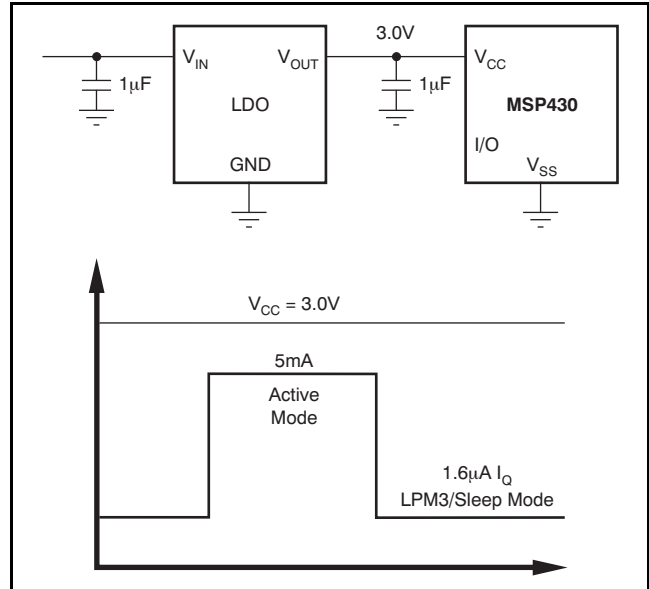 3.0V
V_IN
V_OUT
V_CC
1μF
1μF
LDO
MSP430
I/O
GND
V_SS
V_CC = 3.0V
5mA
Active
Mode
1.6μA I_Q
LPM3/Sleep Mode